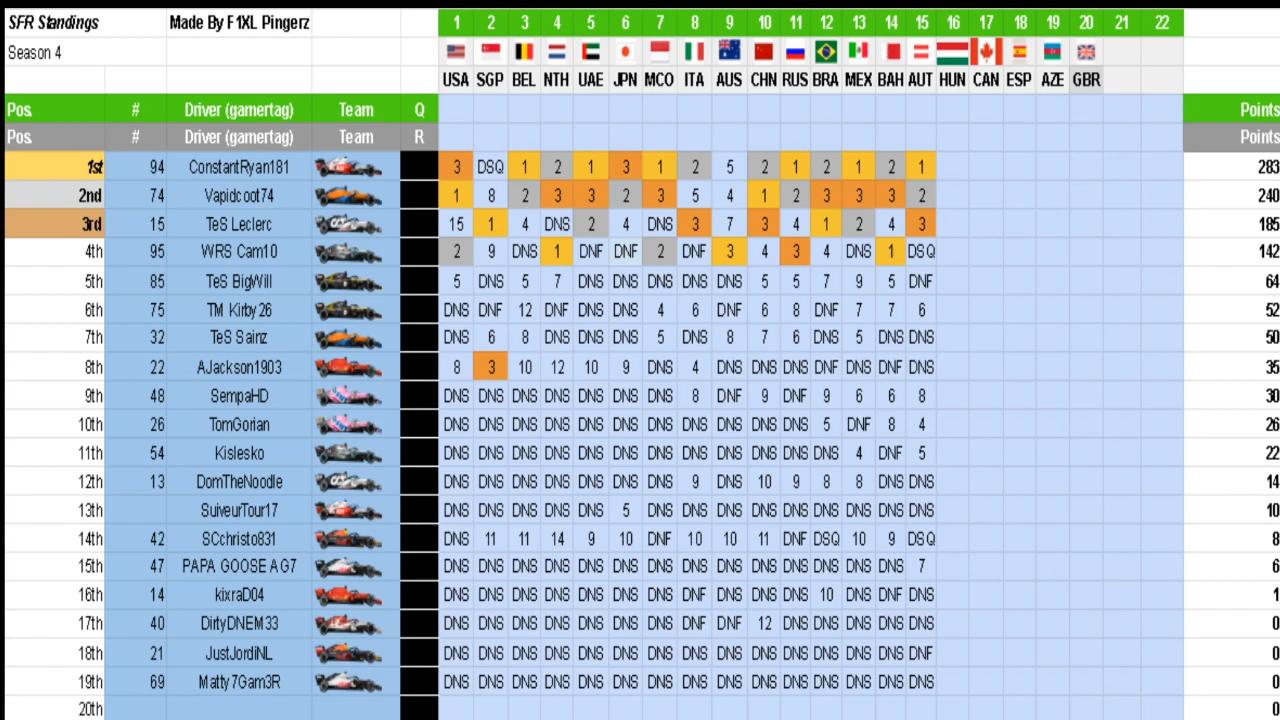 SFR Standings Made By F1XL Pingerz 1 2 3 4 5 6 7 8 9 10 11 12 13 14 15 16 17 18 19 20 21 22
Season 4
USA SGP BEL NTH UAE JPN MCO ITA AUS CHN RUS BRA MEX BAH AUT HUN CAN ESP AZE GBR
Pos. # Driver (gamertag) Team Q Points
Pos. # Driver (gamertag) Team R Points
1st 94 ConstantRyan181 3 DSQ 1 2 1 3 1 2 5 2 1 2 1 2 1 283
2nd 74 Vapidcoot74 1 8 2 3 3 2 3 5 4 1 2 3 3 3 2 240
3rd 15 TeS Leclerc 15 1 4 DNS 2 4 DNS 3 7 3 4 1 2 4 3 185
4th 95 WRS Cam10 2 9 DNS 1 DNF DNF 2 DNF 3 4 3 4 DNS 1 DSQ 142
5th 85 TeS BigWill 5 DNS 5 7 DNS DNS DNS DNS DNS 5 5 7 9 5 DNF 64
6th 75 TM Kirby26 DNS DNF 12 DNF DNS DNS 4 6 DNF 6 8 DNF 7 7 6 52
7th 32 TeS Sainz DNS 6 8 DNS DNS DNS 5 DNS 8 7 6 DNS 5 DNS DNS 50
8th 22 AJackson1903 8 3 10 12 10 9 DNS 4 DNS DNS DNS DNF DNS DNF DNS 35
9th 48 SempaHD DNS DNS DNS DNS DNS DNS DNS 8 DNF 9 DNF 9 6 6 8 30
10th 26 TomGorian DNS DNS DNS DNS DNS DNS DNS DNS DNS DNS DNS 5 DNF 8 4 26
11th 54 Kislesko DNS DNS DNS DNS DNS DNS DNS DNS DNS DNS DNS DNS 4 DNF 5 22
12th 13 DomTheNoodle DNS DNS DNS DNS DNS DNS DNS 9 DNS 10 9 8 8 DNS DNS 14
13th SuiveurTour17 DNS DNS DNS DNS DNS 5 DNS DNS DNS DNS DNS DNS DNS DNS DNS 10
14th 42 SCchristo831 DNS 11 11 14 9 10 DNF 10 10 11 DNF DSQ 10 9 DSQ 8
15th 47 PAPA GOOSE AG7 DNS DNS DNS DNS DNS DNS DNS DNS DNS DNS DNS DNS DNS DNS 7 6
16th 14 kixraD04 DNS DNS DNS DNS DNS DNS DNS DNF DNS DNS DNS 10 DNS DNF DNS 1
17th 40 DirtyDNEM33 DNS DNS DNS DNS DNS DNS DNS DNF DNF 12 DNS DNS DNS DNS DNS 0
18th 21 JustJordiNL DNS DNS DNS DNS DNS DNS DNS DNS DNS DNS DNS DNS DNS DNS DNF 0
19th 69 Matty7Gam3R DNS DNS DNS DNS DNS DNS DNS DNS DNS DNS DNS DNS DNS DNS DNS 0
20th 0